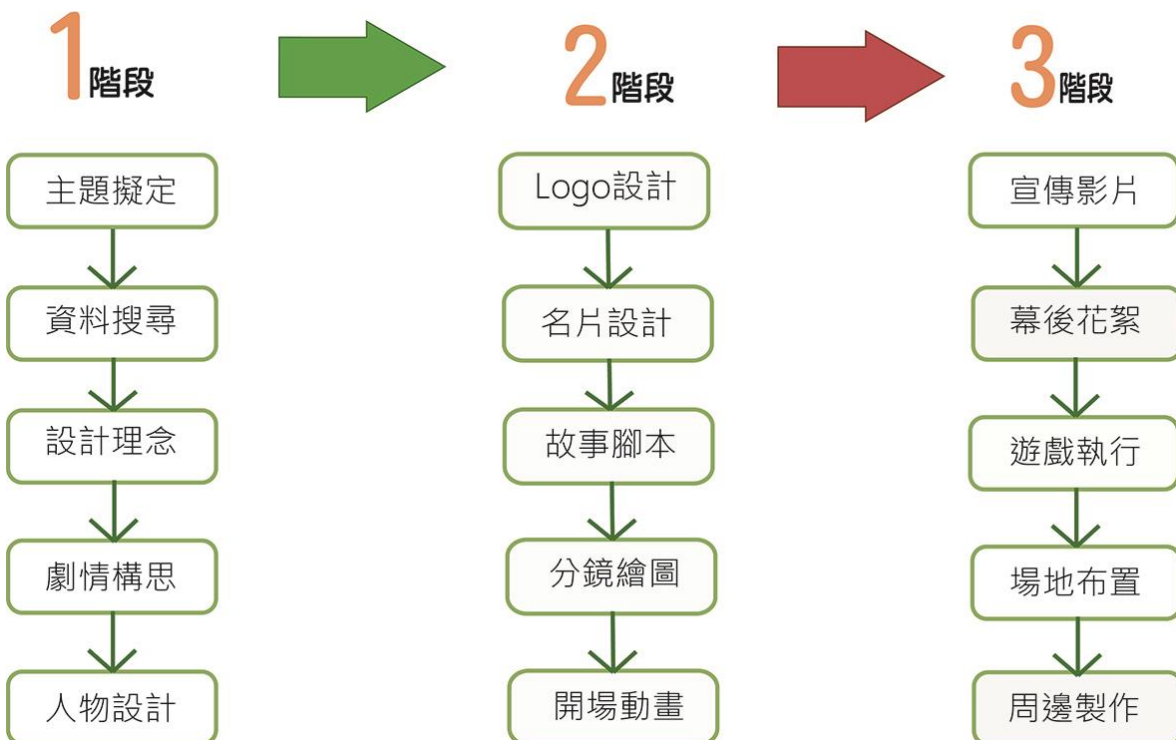 1階段
主題擬定
資料搜尋
設計理念
劇情構思
人物設計
2階段
Logo設計
名片設計
故事腳本
分鏡繪圖
開場動畫
3階段
宣傳影片
幕後花絮
遊戲執行
場地布置
周邊製作